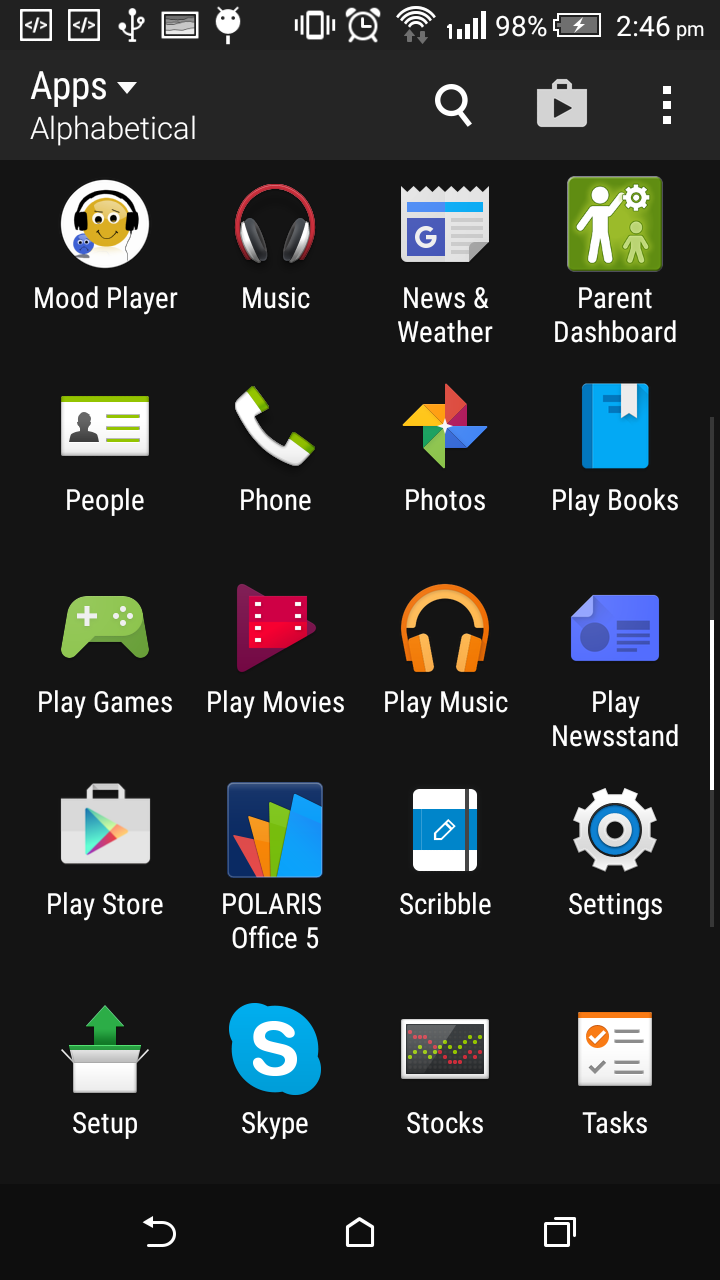 98% 2:46 pm
Apps
Alphabetical
G
Mood Player Music News & Parent
Weather Dashboard
People Phone Photos Play Books
Play Games Play Movies Play Music Play
Newsstand
Play Store POLARIS Scribble Settings
Office 5
S
Setup Skype Stocks Tasks